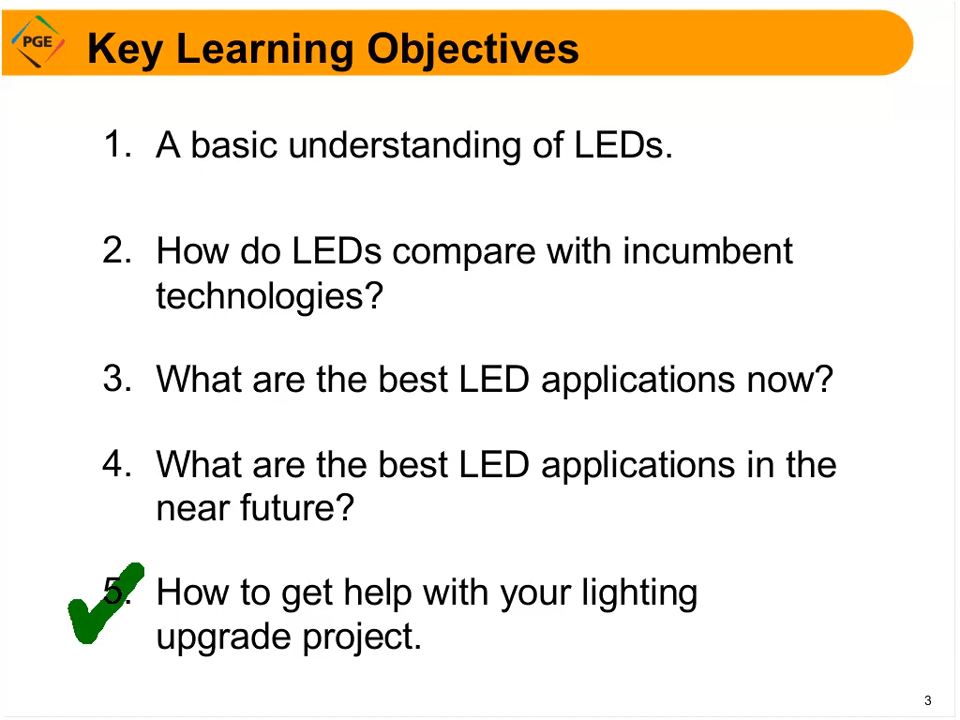 PGE
Key Learning Objectives
1. A basic understanding of LEDs.
2. How do LEDs compare with incumbent
technologies?
3. What are the best LED applications now?
4. What are the best LED applications in the
near future?
5. How to get help with your lighting
upgrade project.
3